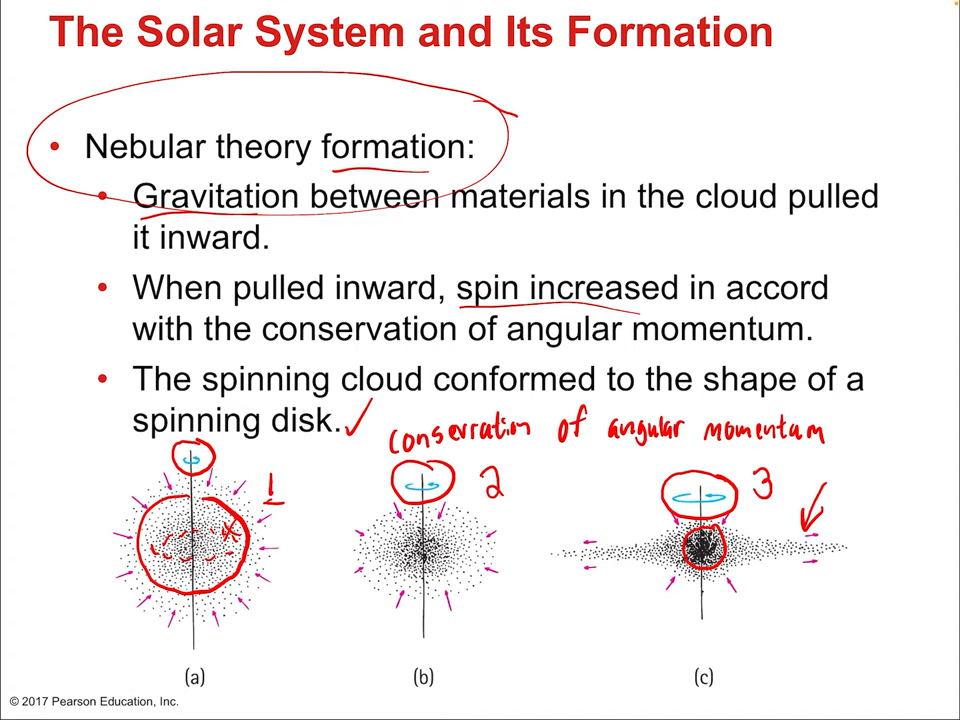 The Solar System and Its Formation
• Nebular theory formation:
• Gravitation between materials in the cloud pulled
it inward.
• When pulled inward, spin increased in accord
with the conservation of angular momentum.
• The spinning cloud conformed to the shape of a
spinning disk.
conservation of angular momentum
1 2 3
(a) (b) (c)
© 2017 Pearson Education, Inc.